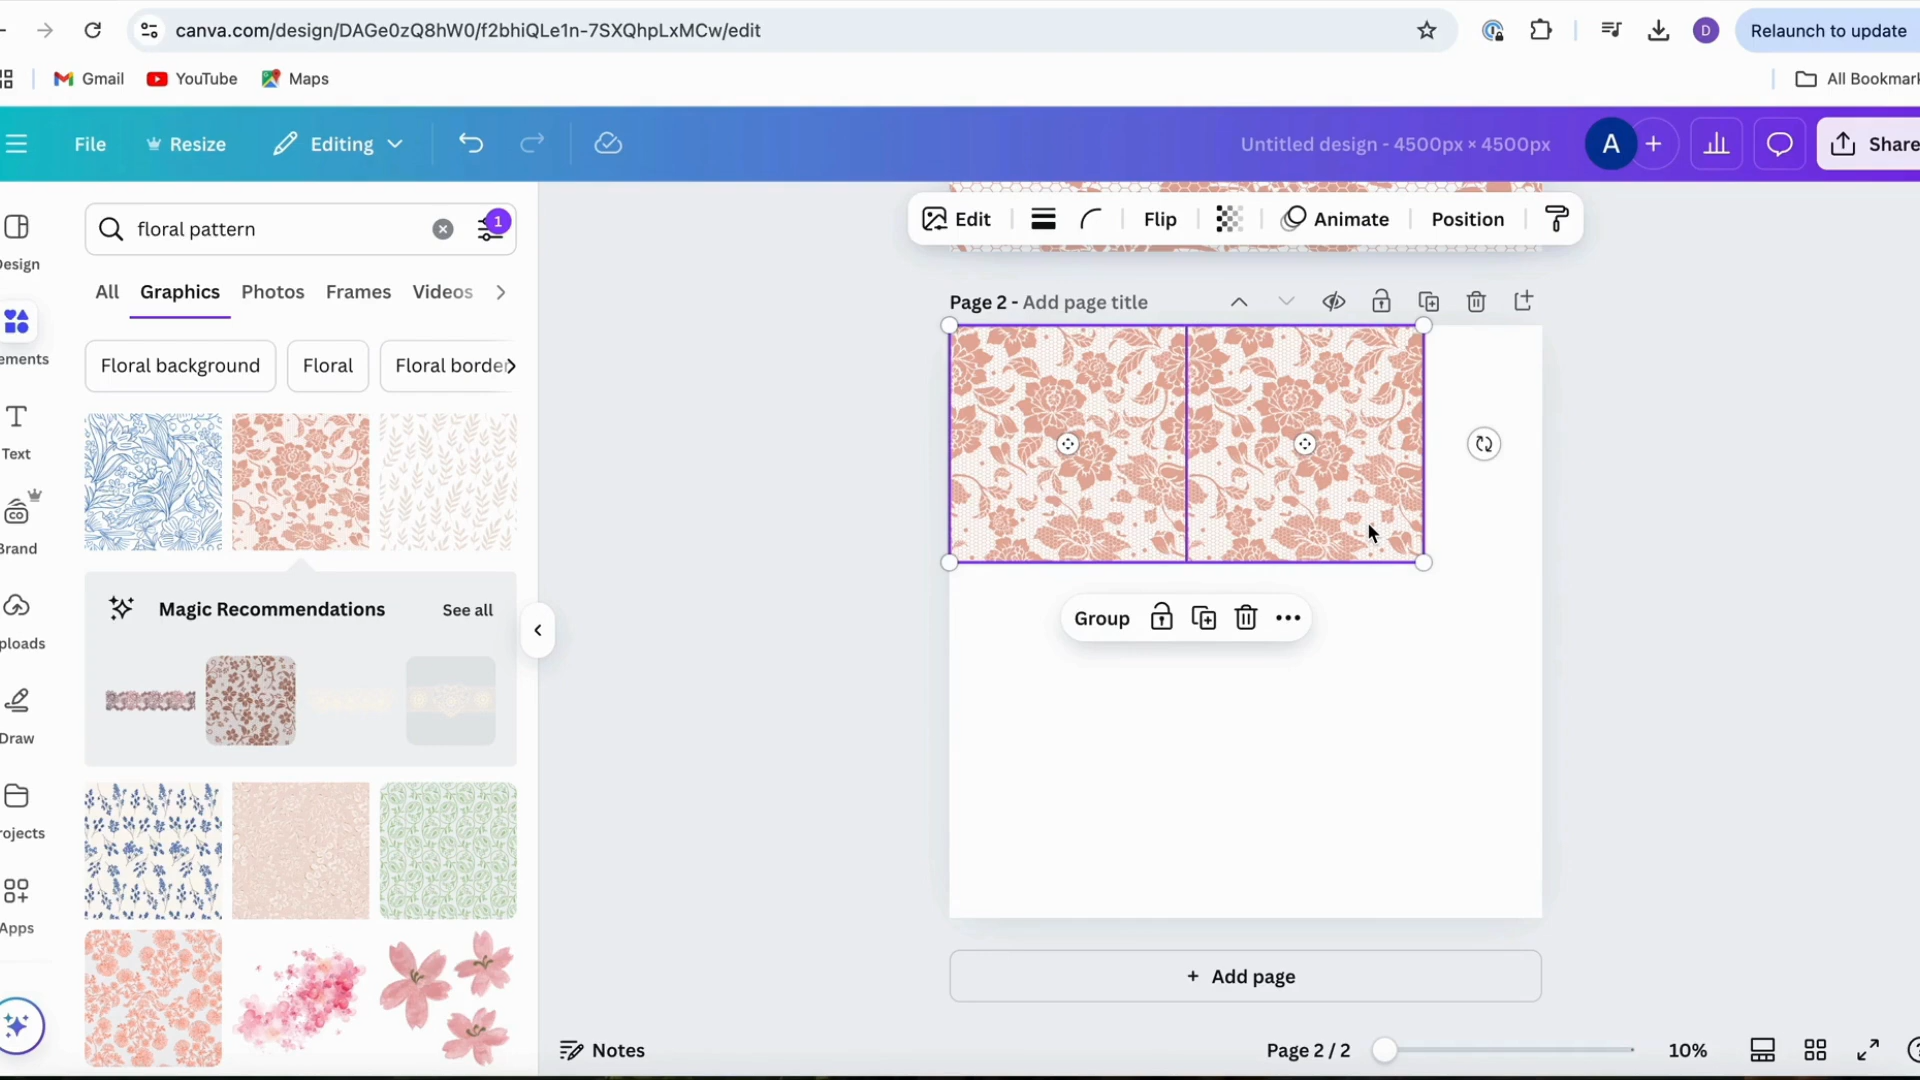 canva.com/design/DAGe0zQ8hW0/f2bhiQLe1n-7SXQhpLxMCw/edit
D
Relaunch to update
Gmail
YouTube
Maps
All Bookmark
File
Resize
Editing
Untitled design - 4500px × 4500px
A
Share
floral pattern
1
Edit
Flip
Animate
Position
Design
All
Graphics
Photos
Frames
Videos
Page 2 - Add page title
ements
Floral background
Floral
Floral border
Text
Brand
Magic Recommendations
See all
Group
ploads
Draw
rojects
Apps
+ Add page
Notes
Page 2 / 2
10%